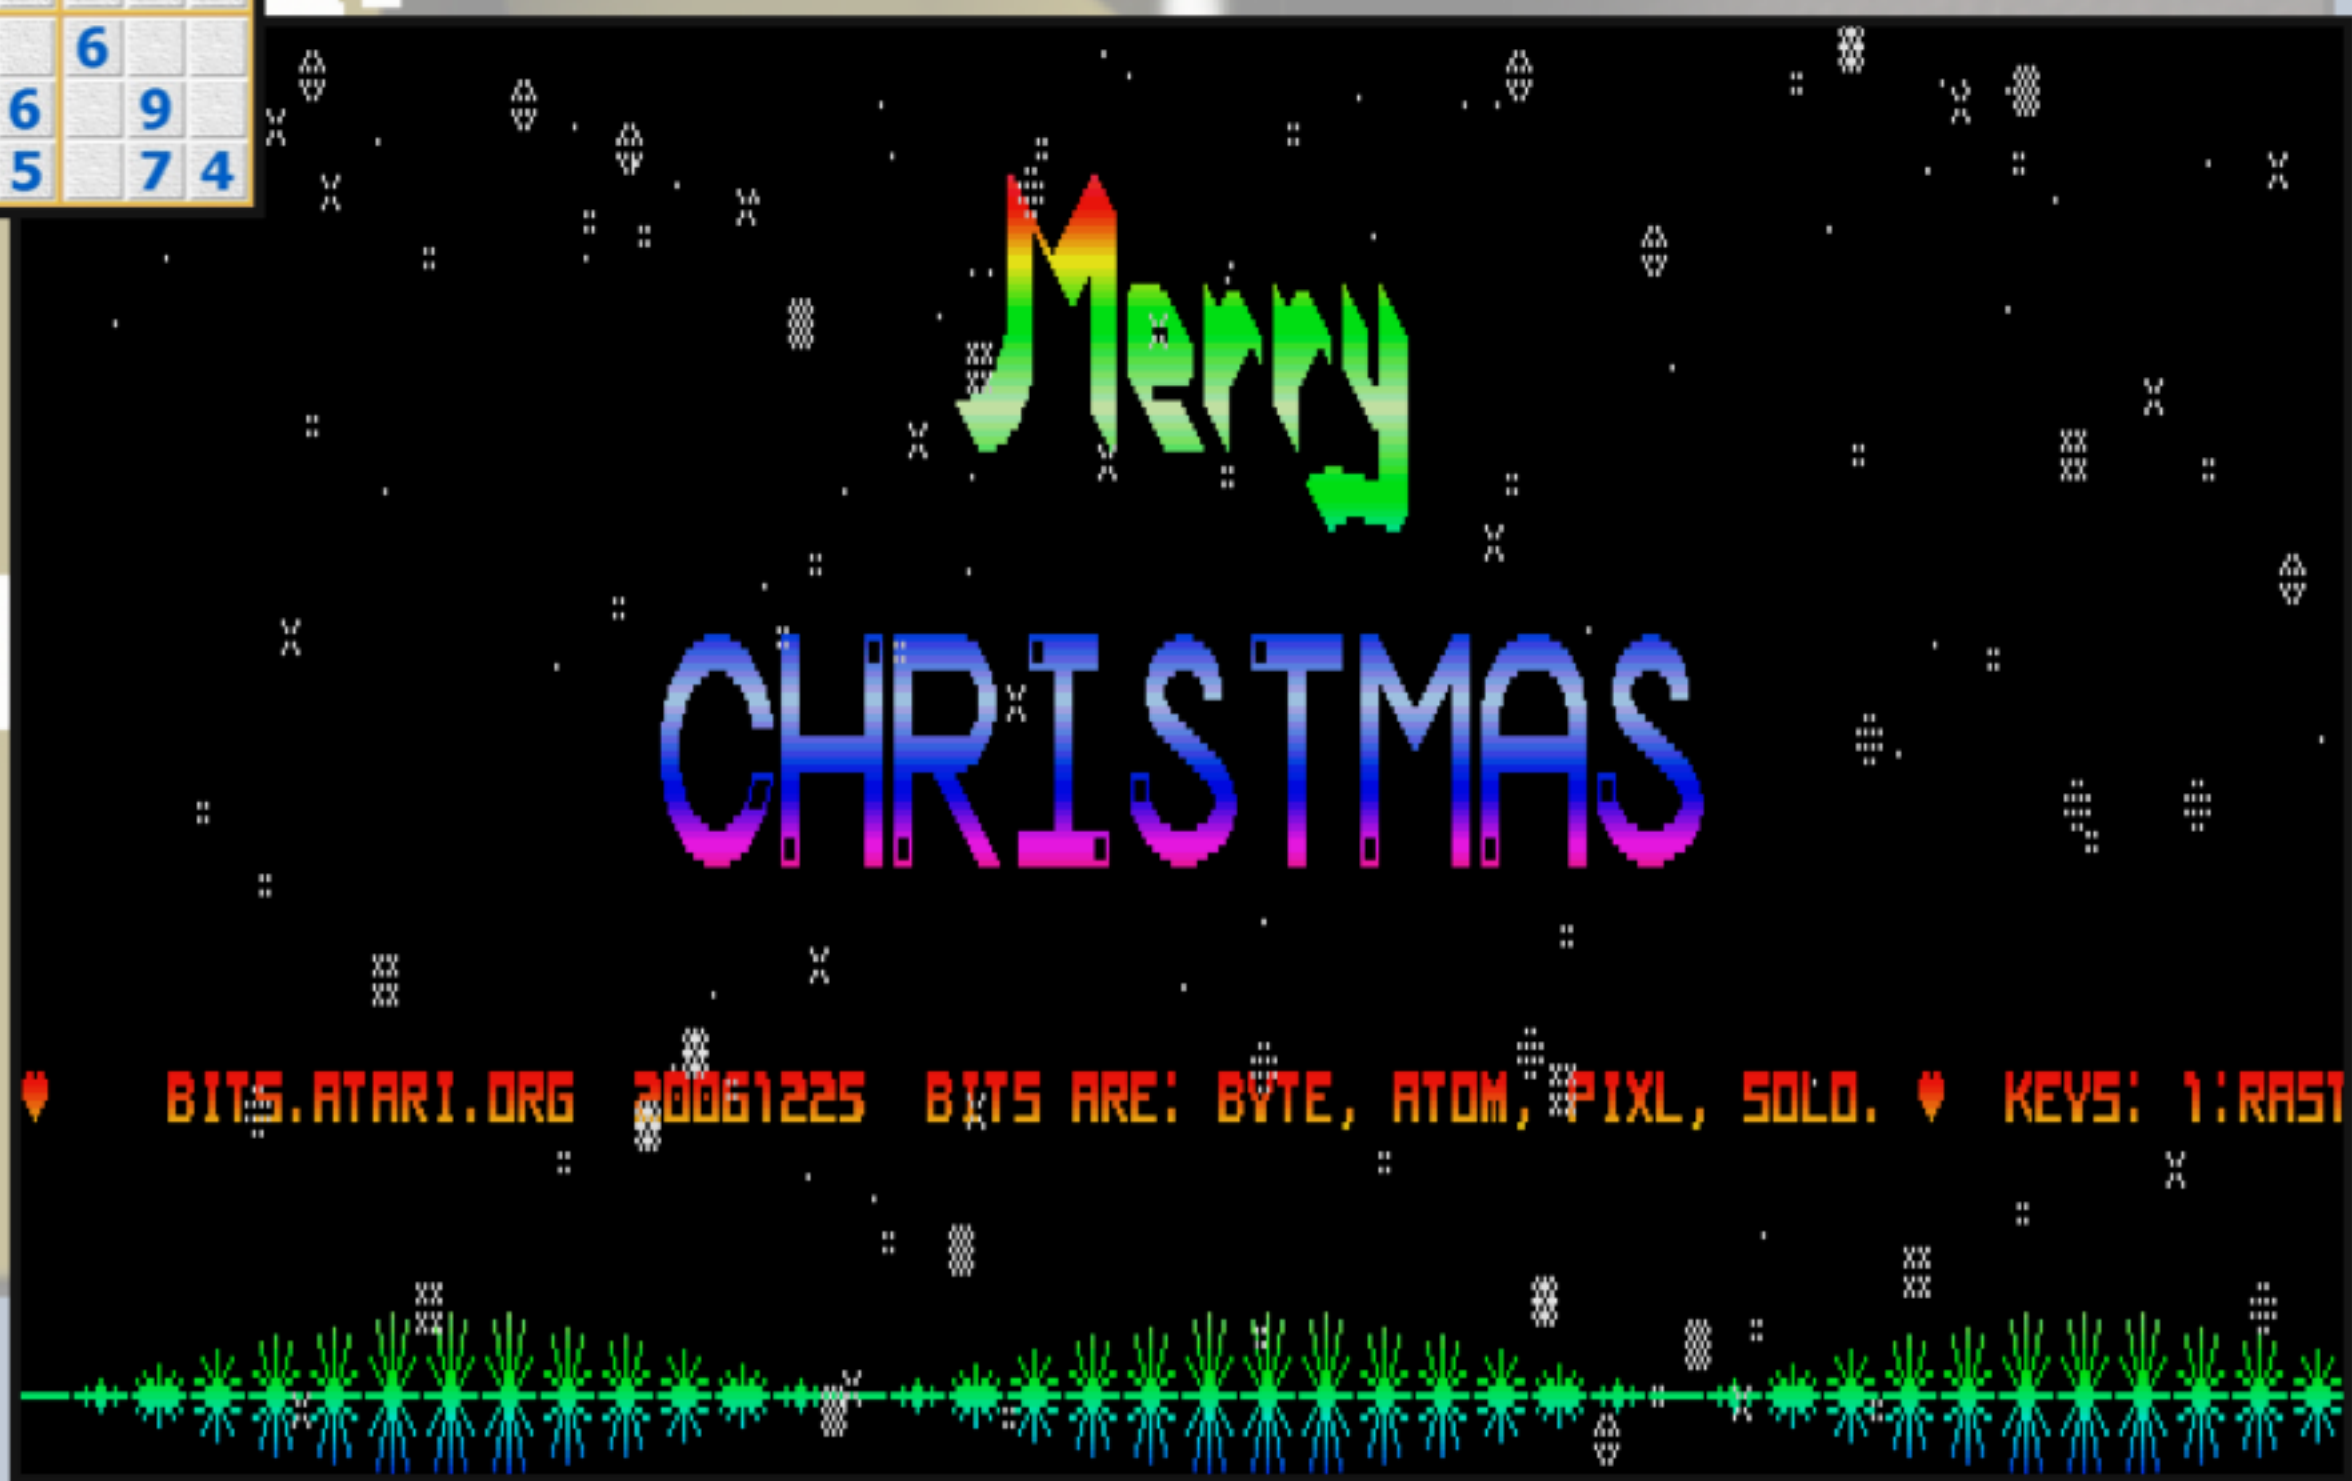 6
6 9
5 7 4
Merry
CHRISTMAS
BITS.ATARI.ORG 20061225 BITS ARE: BYTE, ATOM, PIXL, SOLO. ♥ KEYS: 1:RAST